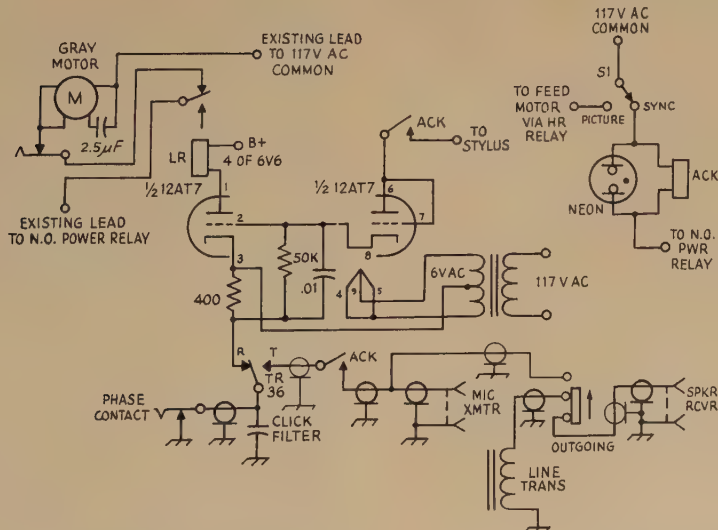 GRAY
MOTOR
M
2.5µF
EXISTING LEAD
TO 117V AC
COMMON
EXISTING LEAD
TO N.O. POWER RELAY
LR
B+
4 OF 6V6
½ 12AT7
1
2
3
400
50K
.01
½ 12AT7
6
7
8
ACK
TO
STYLUS
4
9
5
6VAC
117 V AC
117V AC
COMMON
S1
SYNC
TO FEED
MOTOR
VIA HR
RELAY
PICTURE
NEON
ACK
TO N.O.
PWR
RELAY
R
T
TR
36
ACK
PHASE
CONTACT
CLICK
FILTER
MIC
XMTR
LINE
TRANS
OUTGOING
SPKR
RCVR